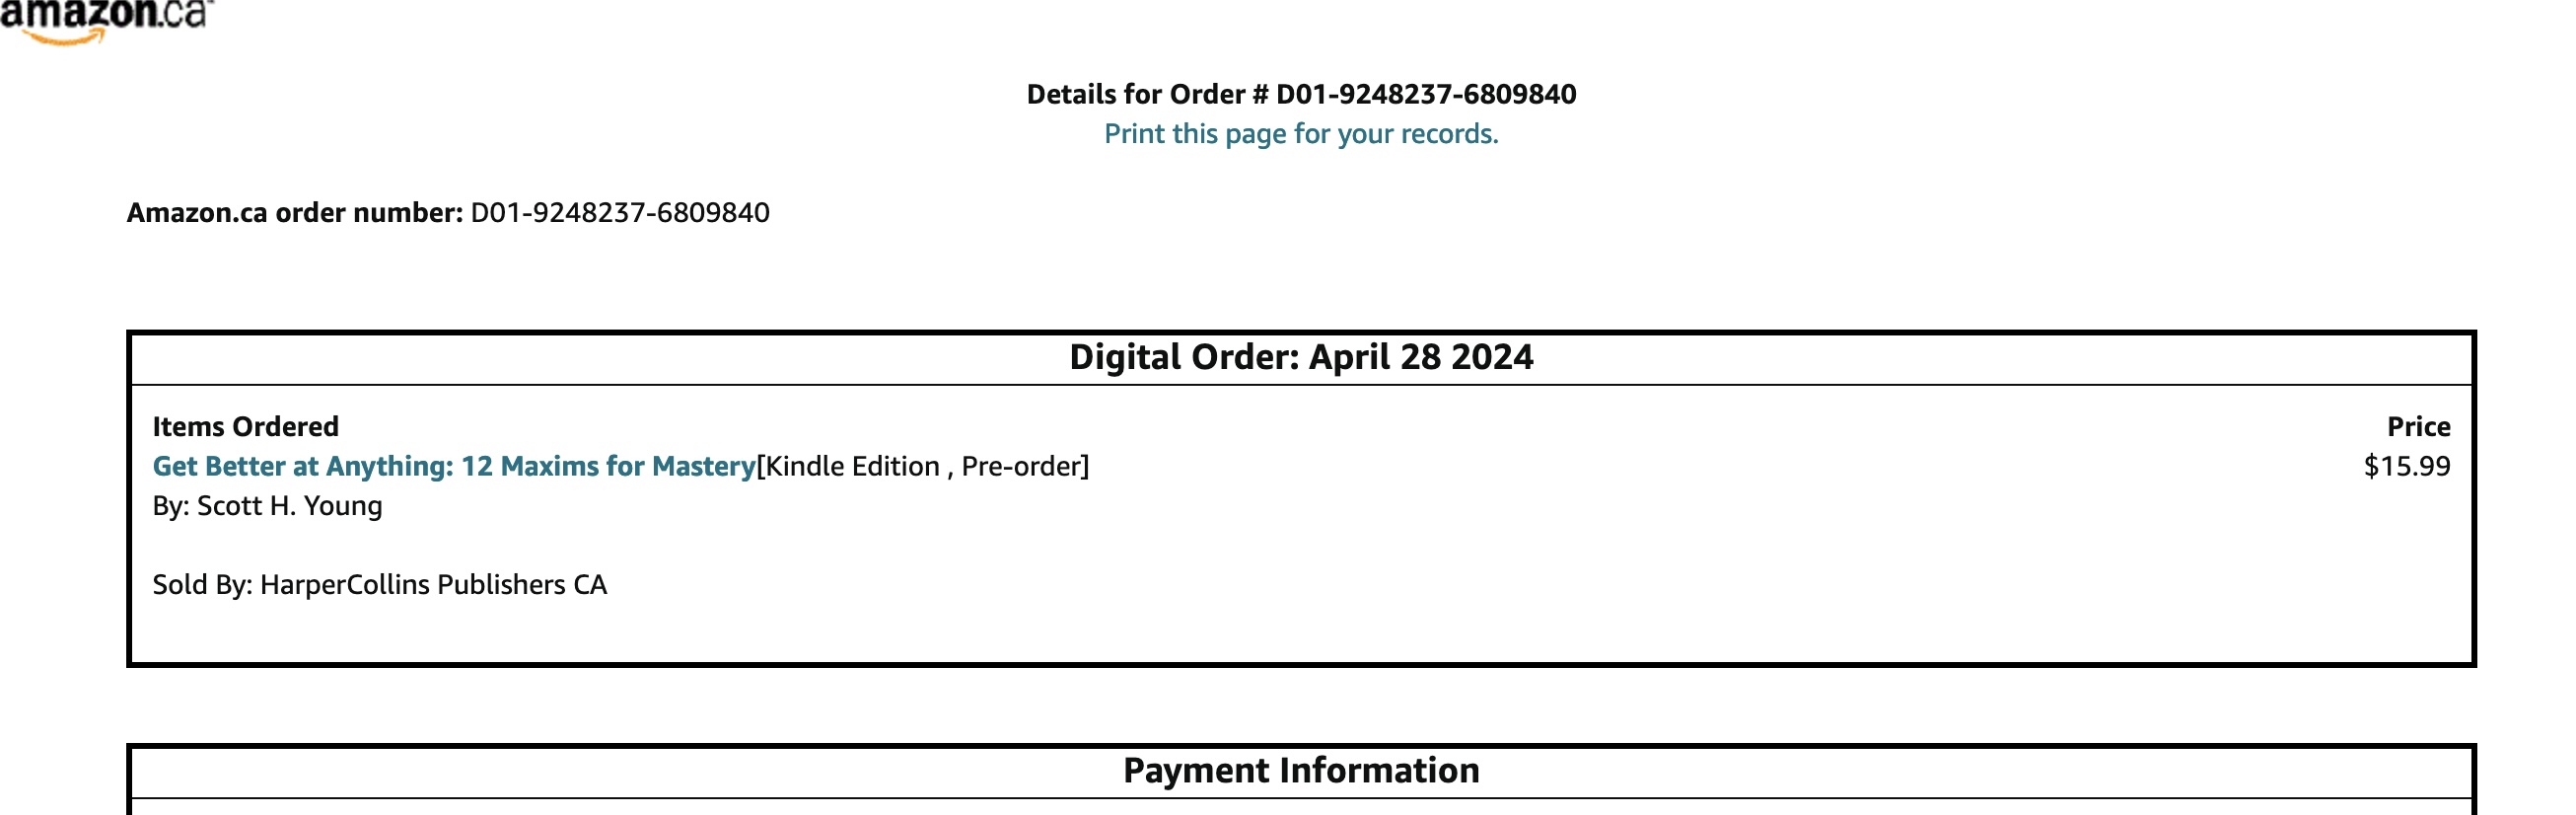 amazon.ca
Details for Order # D01-9248237-6809840
Print this page for your records.
Amazon.ca order number: D01-9248237-6809840
Digital Order: April 28 2024
Items Ordered Price
Get Better at Anything: 12 Maxims for Mastery[Kindle Edition , Pre-order] $15.99
By: Scott H. Young
Sold By: HarperCollins Publishers CA
Payment Information